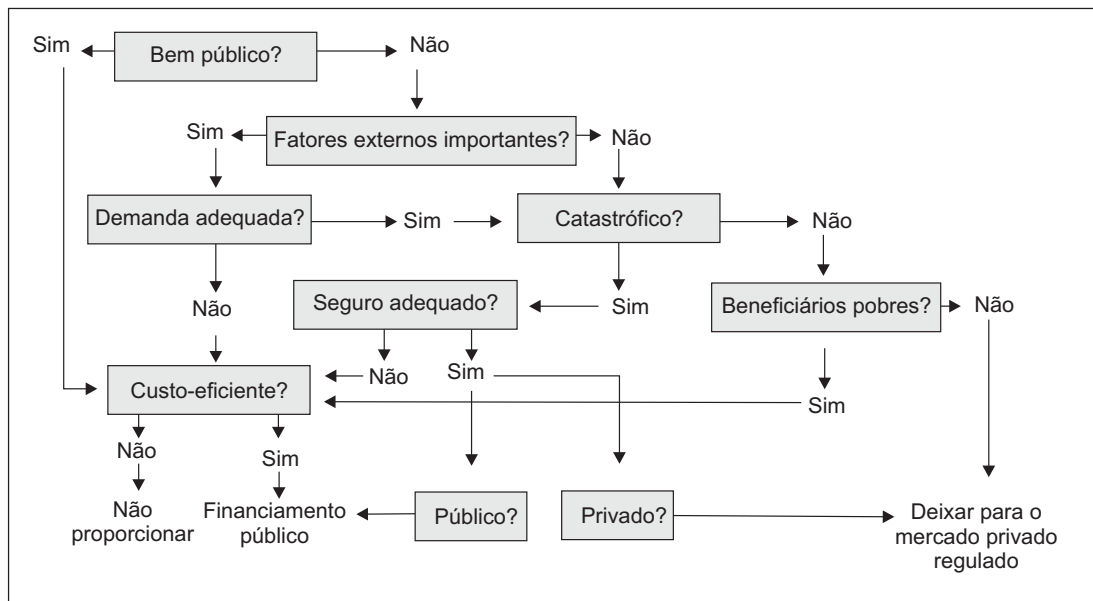 Sim
Bem público?
Não
Sim
Fatores externos importantes?
Não
Demanda adequada?
Sim
Catastrófico?
Não
Não
Seguro adequado?
Sim
Beneficiários pobres?
Não
Custo-eficiente?
Não
Sim
Sim
Não
Sim
Não
proporcionar
Financiamento
público
Público?
Privado?
Deixar para o
mercado privado
regulado